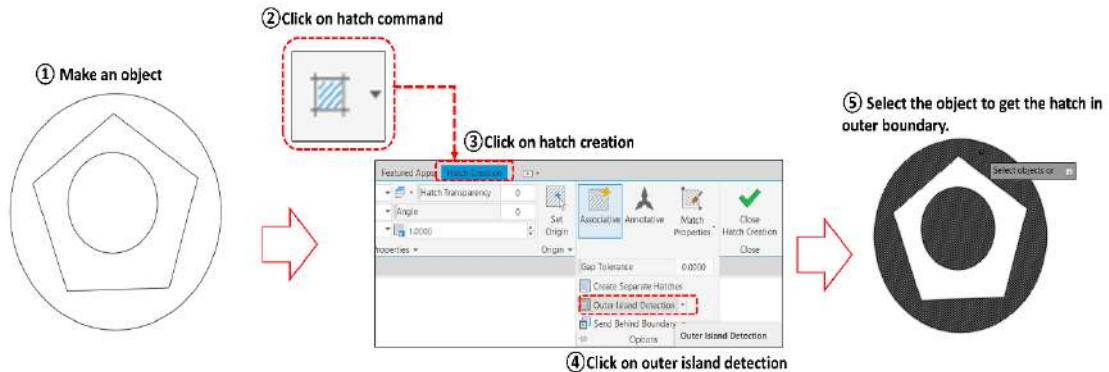 ② Click on hatch command
① Make an object
⑤ Select the object to get the hatch in
outer boundary.
③ Click on hatch creation
Select objects or
Featured Apps Hatch Creation
Hatch Transparency 0
Angle 0
1.0000
Set
Origin
Associative Annotative
Match
Properties
Close
Hatch Creation
Properties
Origin
Close
Gap Tolerance 0.0000
Create Separate Hatches
Outer Island Detection
Send Behind Boundary
Options
Outer Island Detection
④ Click on outer island detection